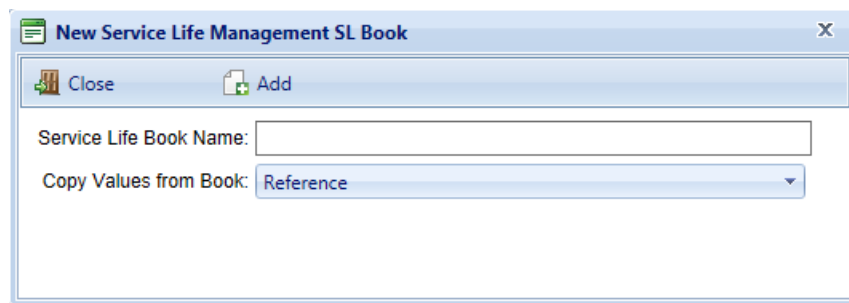 New Service Life Management SL Book
x
Close Add
Service Life Book Name:
Copy Values from Book: Reference